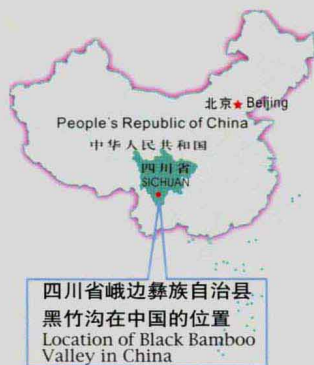 北京★Beijing
People's Republic of China
中华人民共和国
四川省
SICHUAN
四川省峨边彝族自治县
黑竹沟在中国的位置
Location of Black Bamboo
Valley in China